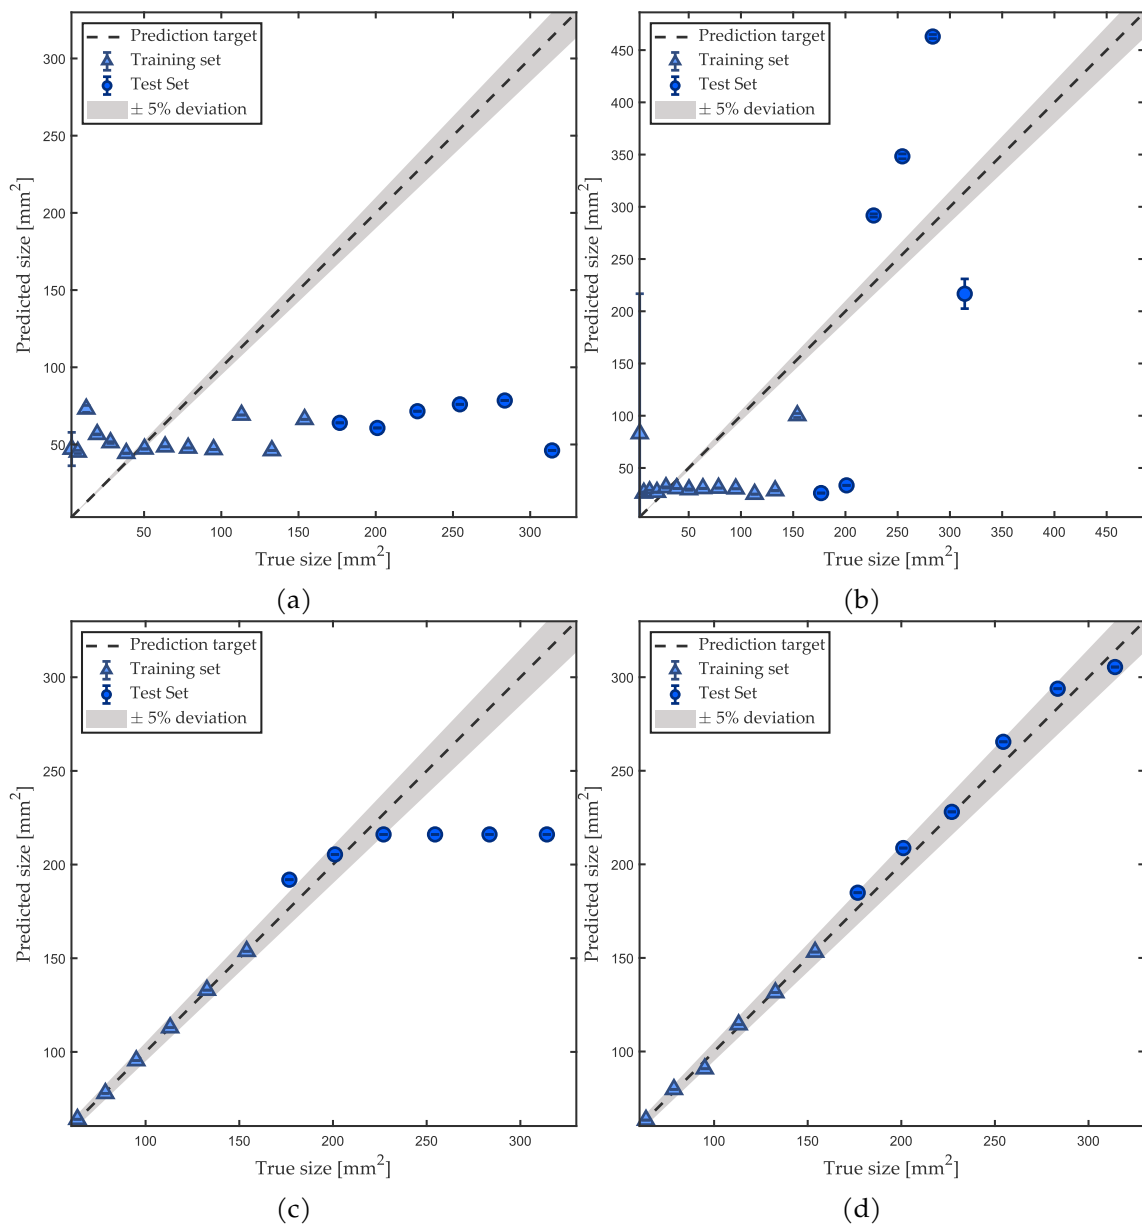 Prediction target
Training set
Test Set
± 5% deviation
300
250
200
150
100
50
Predicted size [mm²]
50 100 150 200 250 300
True size [mm²]
(a)
Prediction target
Training set
Test Set
± 5% deviation
450
400
350
300
250
200
150
100
50
Predicted size [mm²]
50 100 150 200 250 300 350 400 450
True size [mm²]
(b)
Prediction target
Training set
Test Set
± 5% deviation
300
250
200
150
100
Predicted size [mm²]
100 150 200 250 300
True size [mm²]
(c)
Prediction target
Training set
Test Set
± 5% deviation
300
250
200
150
100
Predicted size [mm²]
100 150 200 250 300
True size [mm²]
(d)